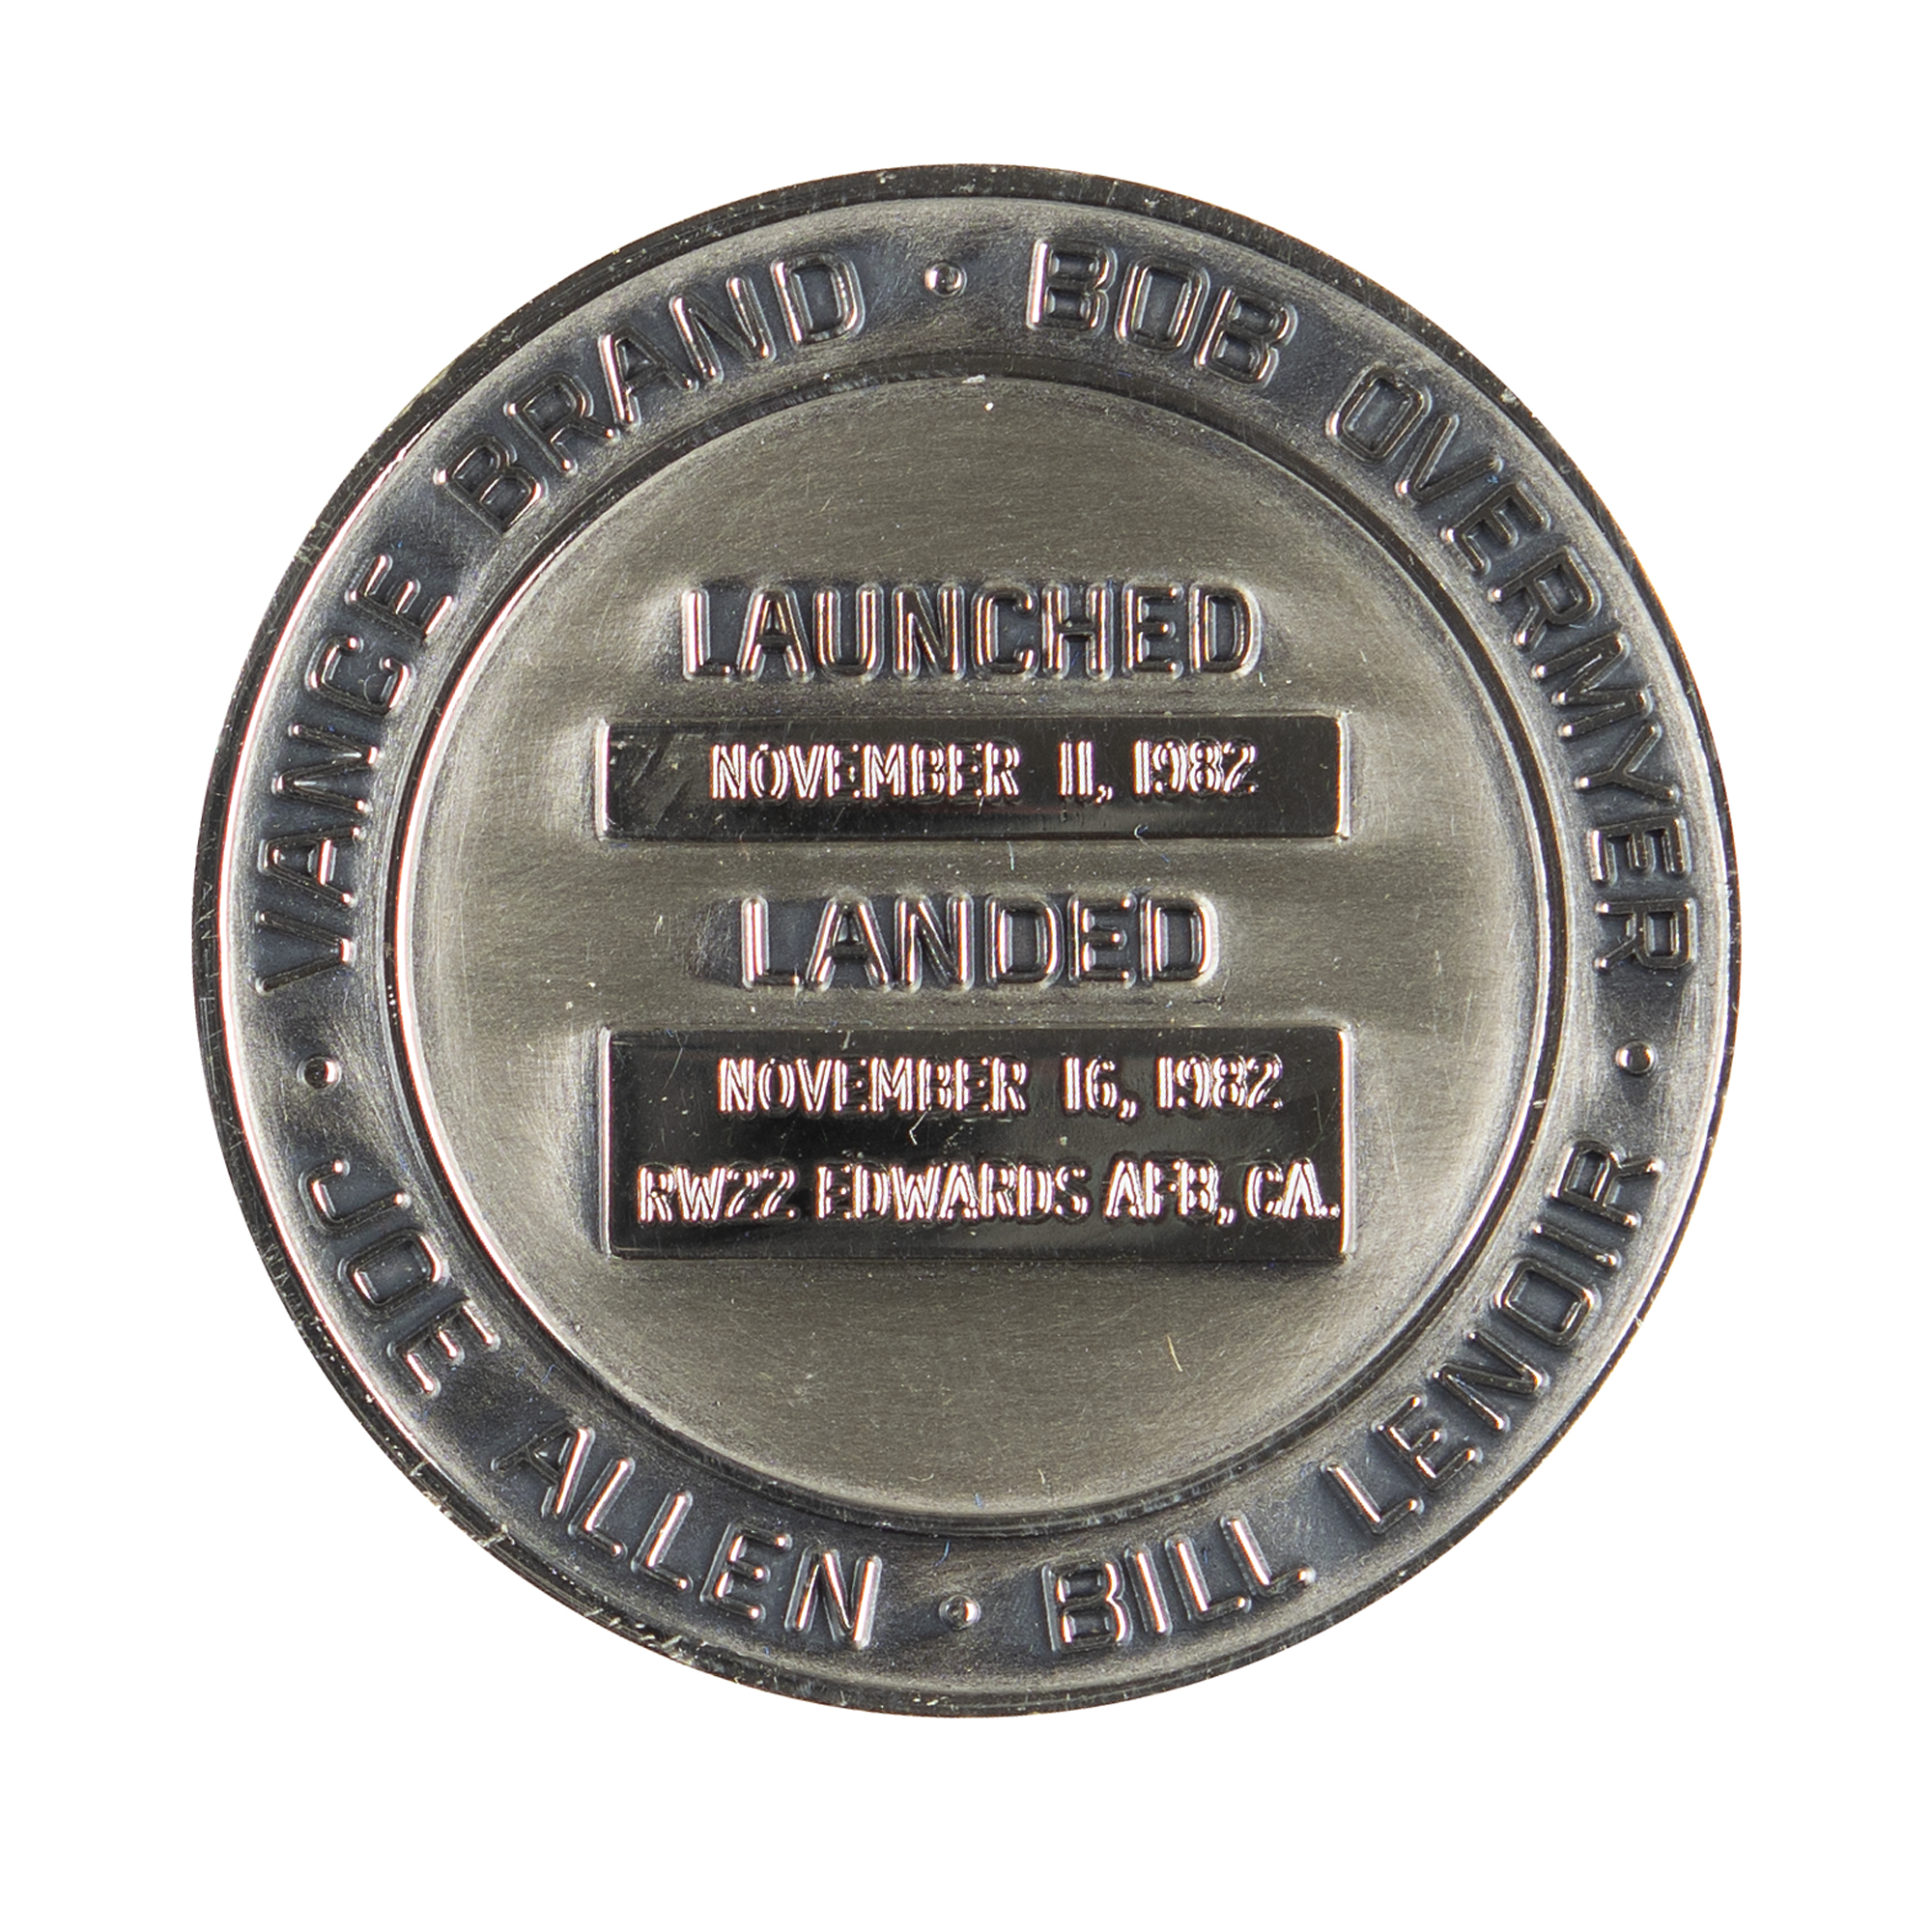 VANCE BRAND · BOB OVERMYER ·
JOE ALLEN · BILL LENOIR
LAUNCHED
NOVEMBER 11, 1982
LANDED
NOVEMBER 16, 1982
RW22 EDWARDS AFB, CA.